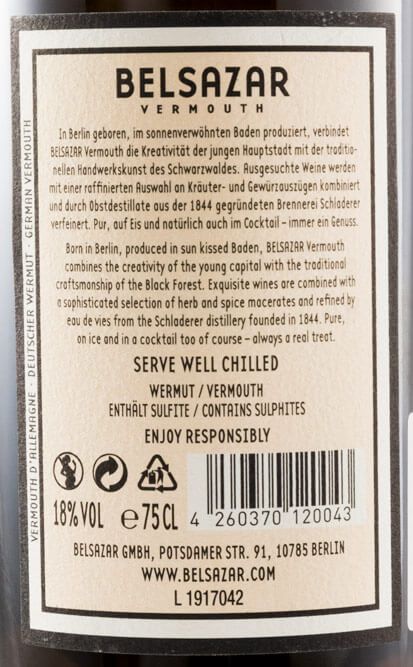 BELSAZAR
VERMOUTH
In Berlin geboren, im sonnenverwöhnten Baden produziert, verbindet
BELSAZAR Vermouth die Kreativität der jungen Hauptstadt mit der traditio-
nellen Handwerkskunst des Schwarzwaldes. Ausgesuchte Weine werden
mit einer raffinierten Auswahl an Kräuter- und Gewürzauszügen kombiniert
und durch Obstdestillate aus der 1844 gegründeten Brennerei Schladerer
verfeinert. Pur, auf Eis und natürlich auch im Cocktail – immer ein Genuss.
Born in Berlin, produced in sun kissed Baden, BELSAZAR Vermouth
combines the creativity of the young capital with the traditional
craftsmanship of the Black Forest. Exquisite wines are combined with
a sophisticated selection of herb and spice macerates and refined by
eau de vies from the Schladerer distillery founded in 1844. Pure,
on ice and in a cocktail too of course – always a real treat.
SERVE WELL CHILLED
WERMUT / VERMOUTH
ENTHÄLT SULFITE / CONTAINS SULPHITES
ENJOY RESPONSIBLY
18%VOL e75CL
4 260370 120043
BELSAZAR GMBH, POTSDAMER STR. 91, 10785 BERLIN
WWW.BELSAZAR.COM
L 1917042
VERMOUTH D'ALLEMAGNE · DEUTSCHER WERMUT · GERMAN VERMOUTH